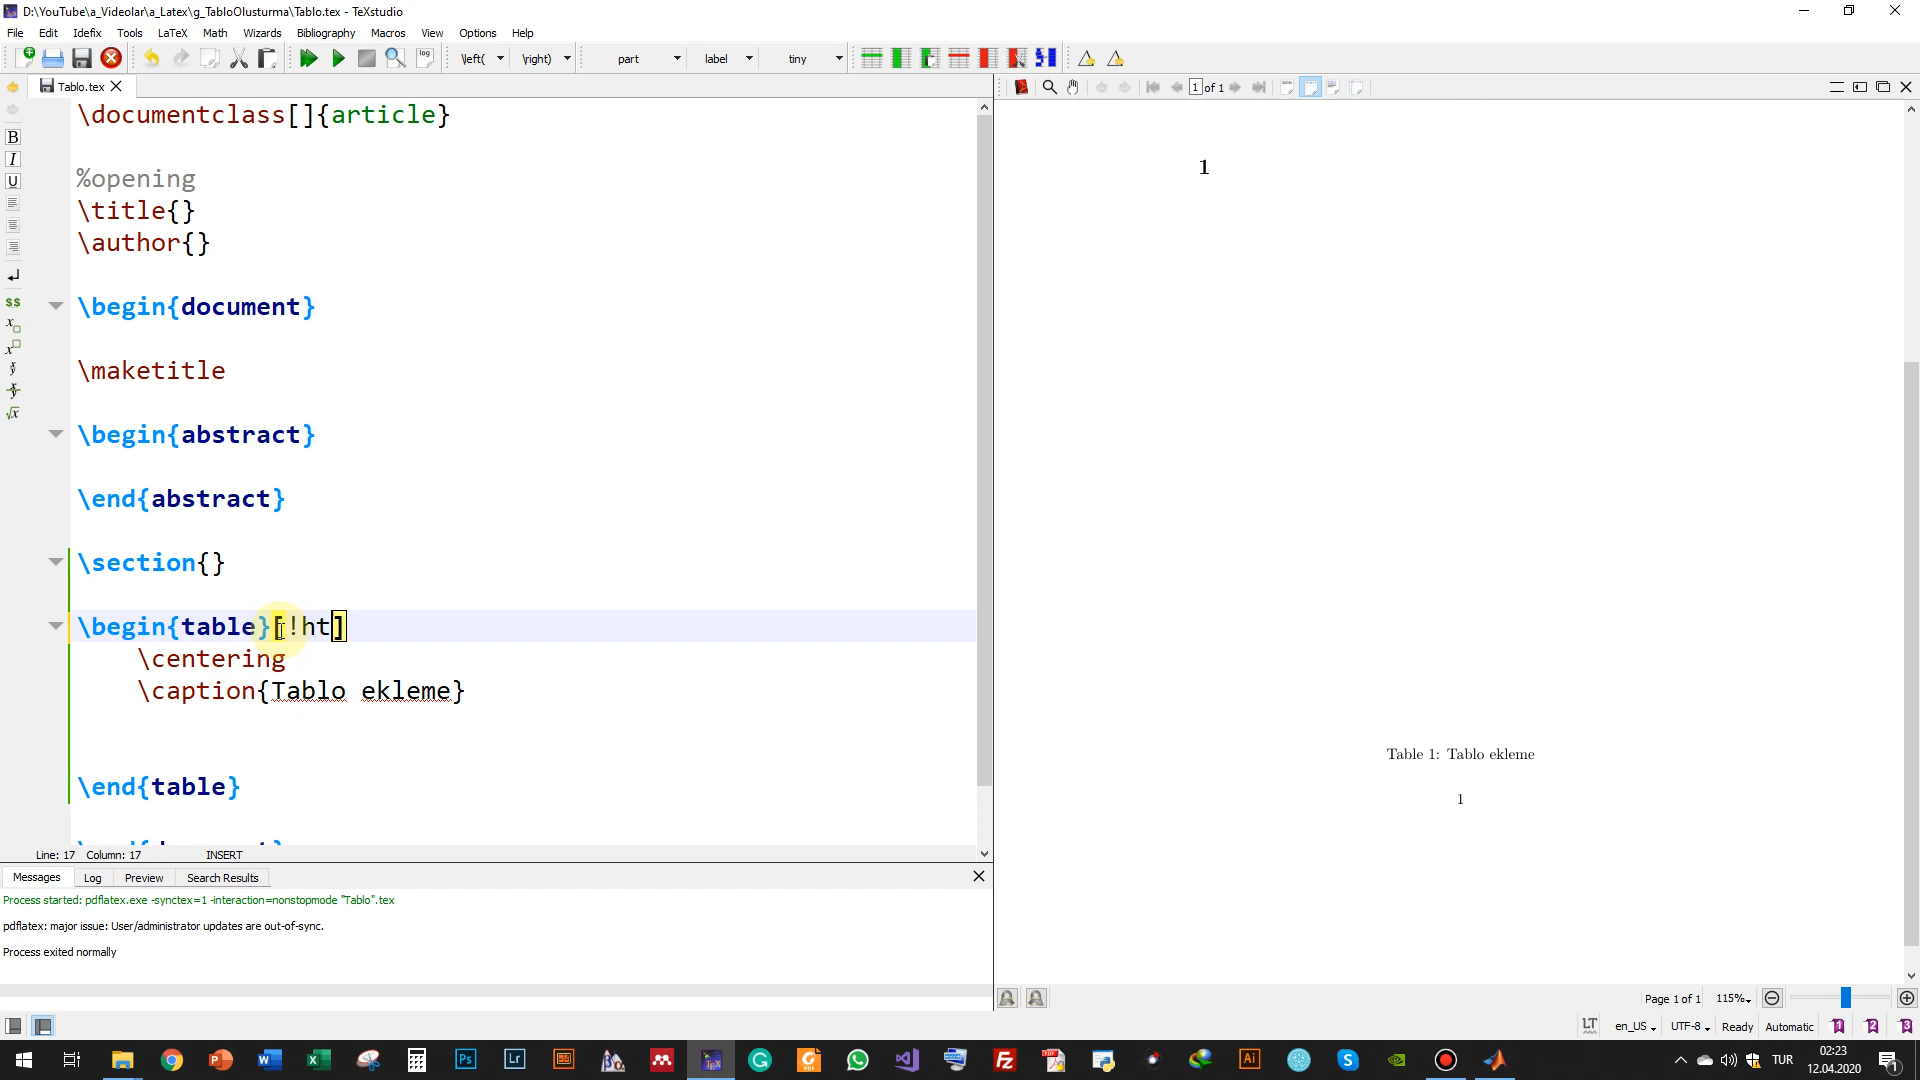 D:\YouTube\a_Videolar\a_Latex\g_TabloOlusturma\Tablo.tex - TeXstudio
File Edit Idefix Tools LaTeX Math Wizards Bibliography Macros View Options Help
\left( \right) part label tiny
Tablo.tex
1 of 1
\documentclass[]{article}
%opening
\title{}
\author{}
\begin{document}
\maketitle
\begin{abstract}
\end{abstract}
\section{}
\begin{table}[!ht]
\centering
\caption{Tablo ekleme}
\end{table}
Line: 17 Column: 17 INSERT
Messages Log Preview Search Results
Process started: pdflatex.exe -synctex=1 -interaction=nonstopmode "Tablo".tex
pdflatex: major issue: User/administrator updates are out-of-sync.
Process exited normally
1
Table 1: Tablo ekleme
1
Page 1 of 1 115%
LT en_US UTF-8 Ready Automatic 1 2 3
TUR 02:23
12.04.2020